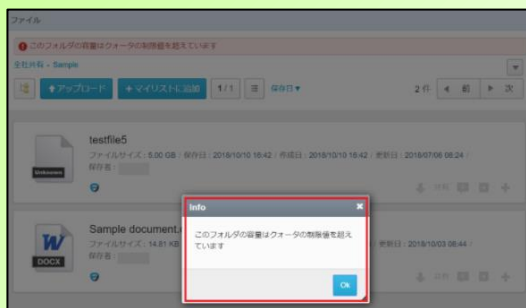 ファイル
このフォルダの容量はクォータの制限値を超えています
全社共有 - Sample
アップロード
+ マイリストに追加
1 / 1
保存日▼
2 件
前
次
testfile5
ファイルサイズ : 5.00 GB / 保存日 : 2018/10/10 16:42 / 作成日 : 2018/10/10 16:42 / 更新日 : 2018/07/06 09:24 /
保存者 :
Unknown
共有
Info
Sample document.
このフォルダの容量はクォータの制限値を超え
ています
ファイルサイズ : 14.81 KB
更新日 : 2018/10/03 08:44 /
保存者 :
W
DOCX
Ok
共有